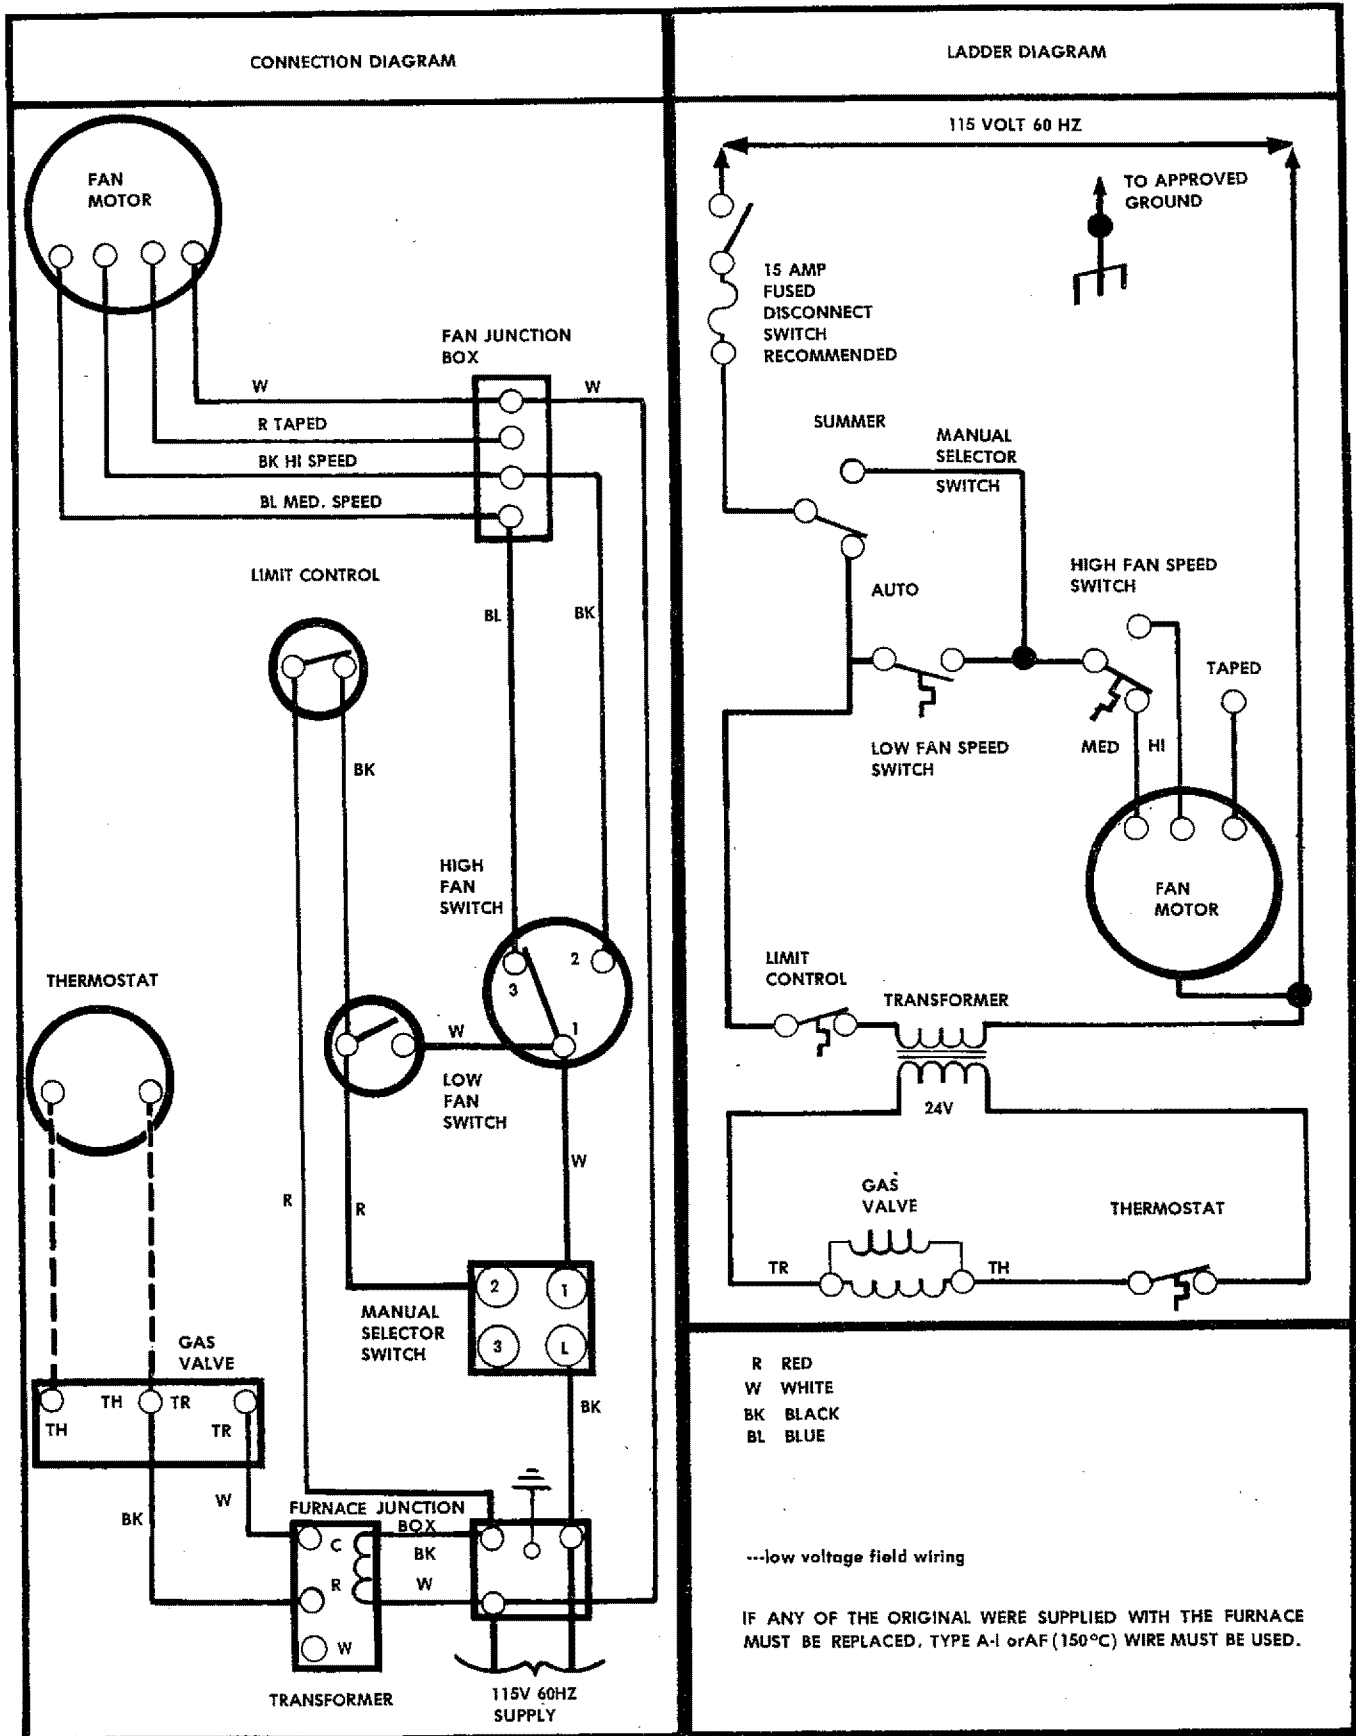 CONNECTION DIAGRAM
FAN
MOTOR
FAN JUNCTION
BOX
W
W
R TAPED
BK HI SPEED
BL MED. SPEED
LIMIT CONTROL
BL
BK
BK
HIGH
FAN
SWITCH
2
3
1
THERMOSTAT
W
LOW
FAN
SWITCH
W
R
R
2
1
MANUAL
SELECTOR
SWITCH
3
L
GAS
VALVE
TH
TR
TH
TR
BK
BK
W
FURNACE JUNCTION
BOX
C
BK
R
W
W
TRANSFORMER
115V 60HZ
SUPPLY
LADDER DIAGRAM
115 VOLT 60 HZ
TO APPROVED
GROUND
15 AMP
FUSED
DISCONNECT
SWITCH
RECOMMENDED
SUMMER
MANUAL
SELECTOR
SWITCH
HIGH FAN SPEED
SWITCH
AUTO
TAPED
LOW FAN SPEED
SWITCH
MED
HI
FAN
MOTOR
LIMIT
CONTROL
TRANSFORMER
24V
GAS
VALVE
THERMOSTAT
TR
TH
R RED
W WHITE
BK BLACK
BL BLUE
---low voltage field wiring
IF ANY OF THE ORIGINAL WERE SUPPLIED WITH THE FURNACE
MUST BE REPLACED, TYPE A-I orAF (150°C) WIRE MUST BE USED.